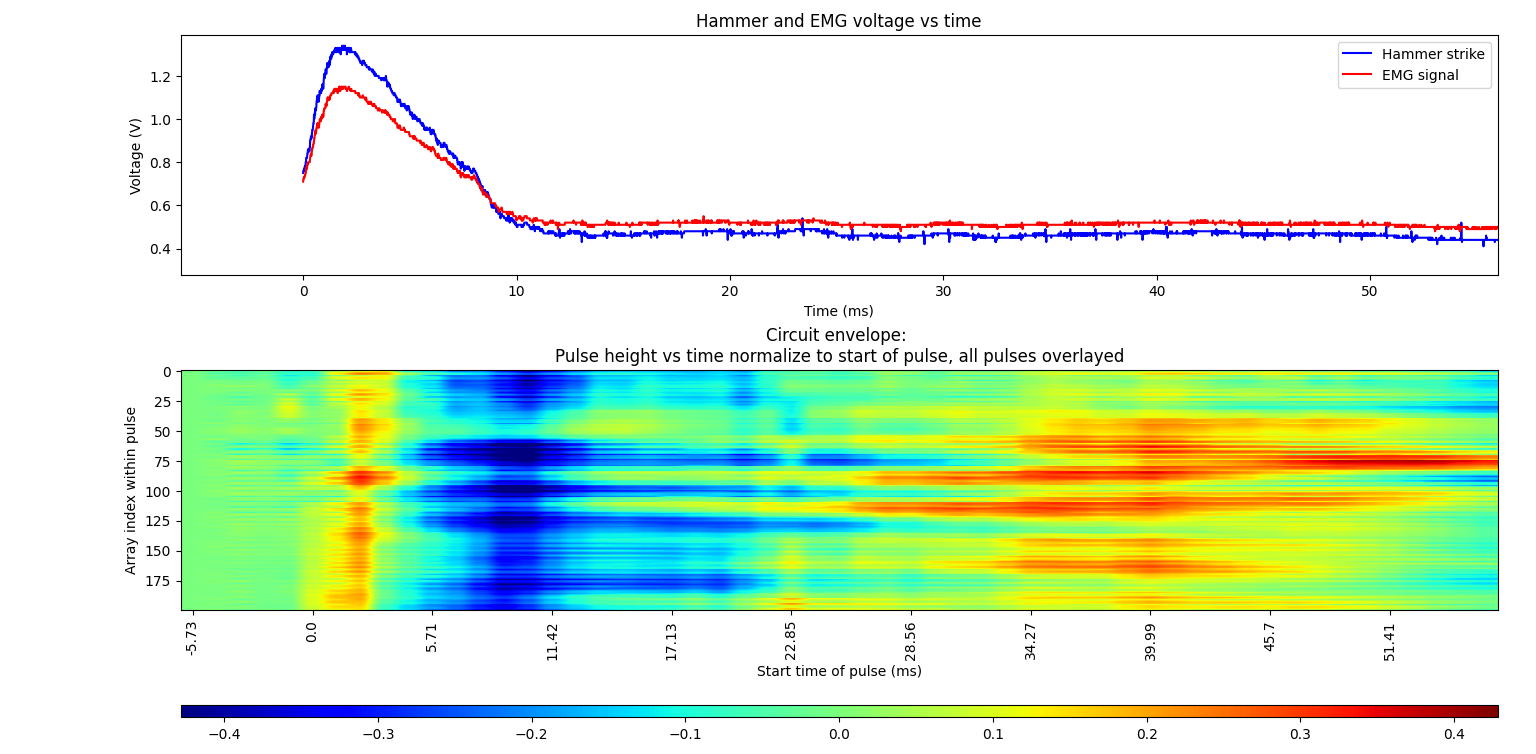 Hammer and EMG voltage vs time
Voltage (V)
1.2
1.0
0.8
0.6
0.4
Hammer strike
EMG signal
0 10 20 30 40 50
Time (ms)
Circuit envelope:
Pulse height vs time normalize to start of pulse, all pulses overlayed
Array index within pulse
0
25
50
75
100
125
150
175
-5.73 0.0 5.71 11.42 17.13 22.85 28.56 34.27 39.99 45.7 51.41
Start time of pulse (ms)
−0.4 −0.3 −0.2 −0.1 0.0 0.1 0.2 0.3 0.4